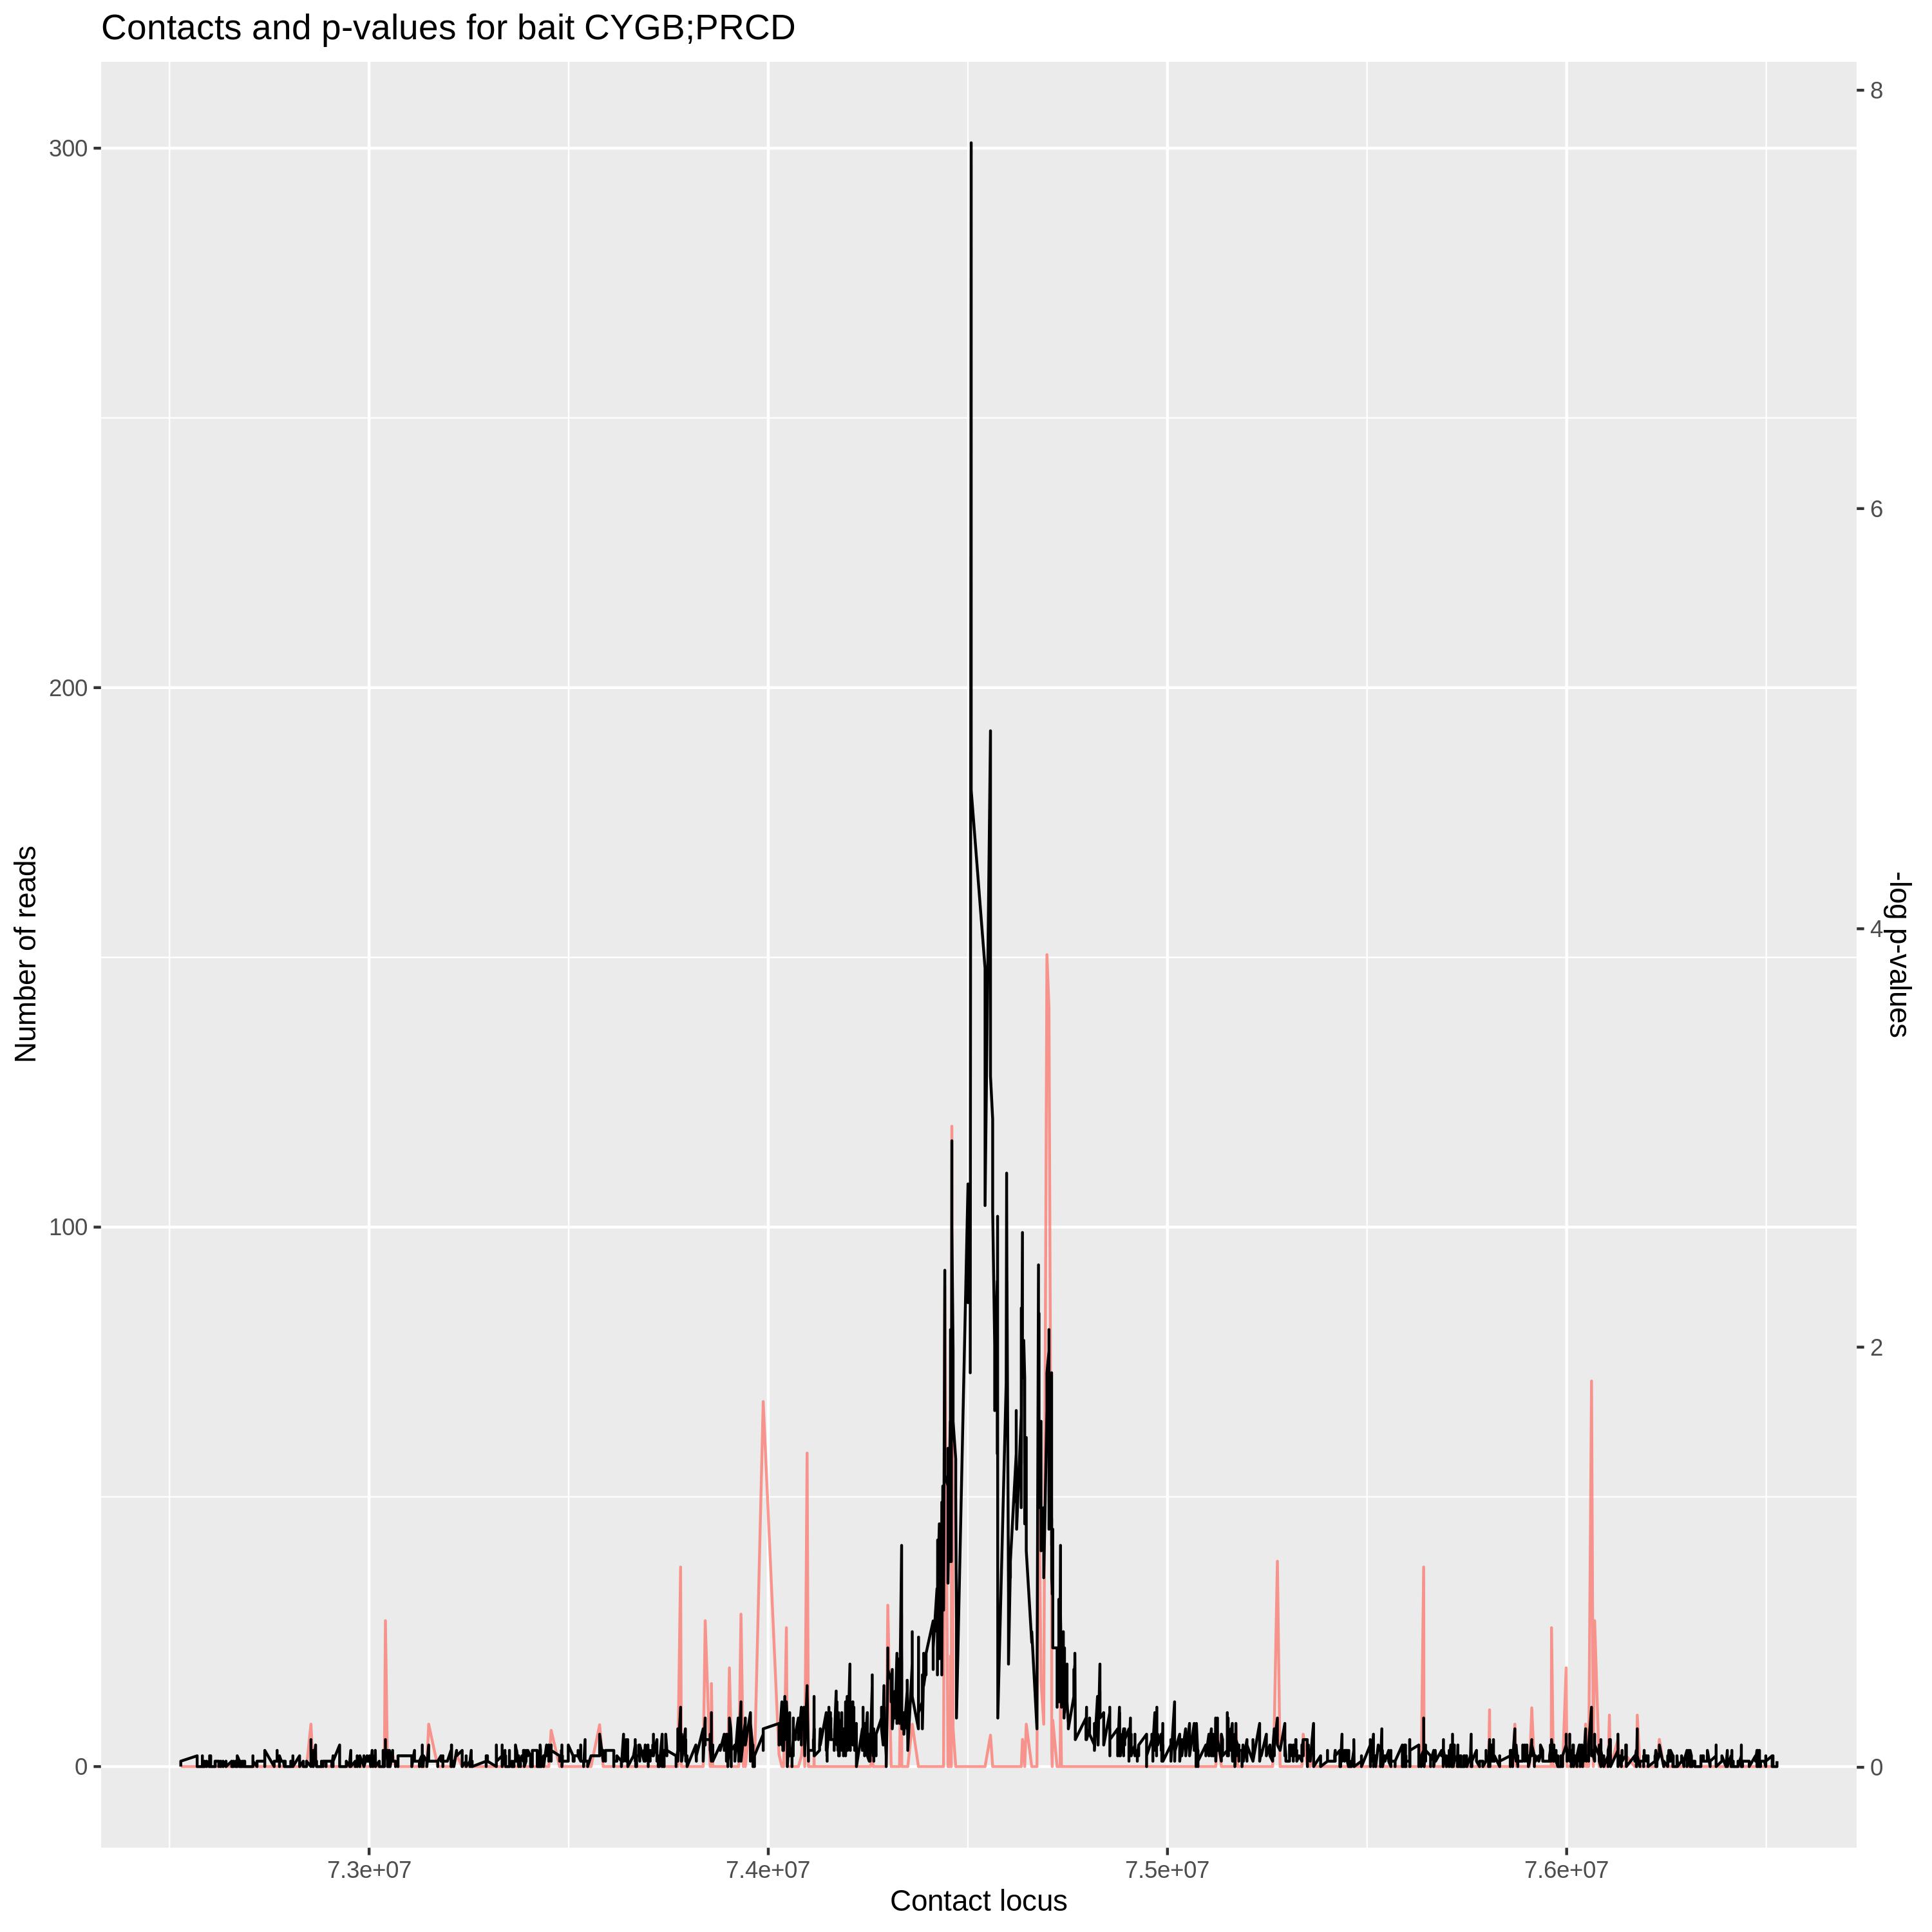 Contacts and p-values for bait CYGB;PRCD
300
200
100
0
Number of reads
8
6
4
2
0
-log p-values
7.3e+07
7.4e+07
7.5e+07
7.6e+07
Contact locus